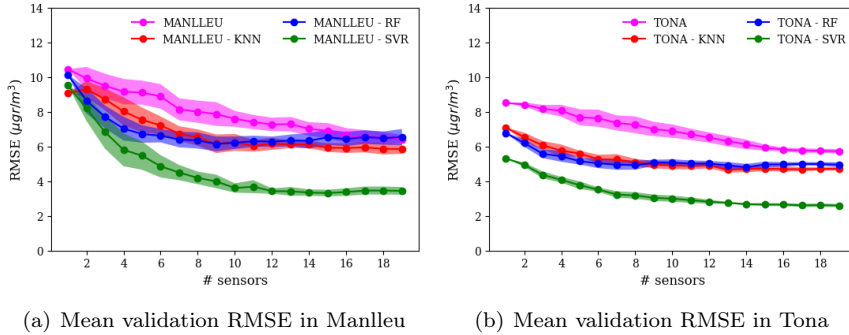 14
12
10
8
6
4
2
0
RMSE (µgr/m³)
MANLLEU
MANLLEU - KNN
MANLLEU - RF
MANLLEU - SVR
2 4 6 8 10 12 14 16 18
# sensors
(a) Mean validation RMSE in Manlleu
14
12
10
8
6
4
2
0
RMSE (µgr/m³)
TONA
TONA - KNN
TONA - RF
TONA - SVR
2 4 6 8 10 12 14 16 18
# sensors
(b) Mean validation RMSE in Tona